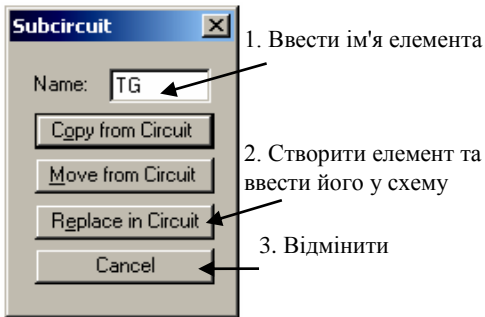 Subcircuit
1. Ввести ім'я елемента
Name: TG
Copy from Circuit
2. Створити елемент та
Move from Circuit
ввести його у схему
Replace in Circuit
3. Відмінити
Cancel